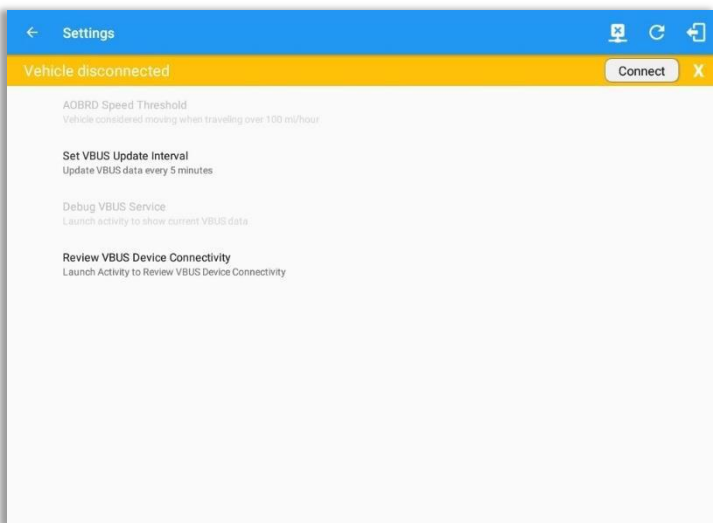 Settings
Vehicle disconnected
Connect X
AOBRD Speed Threshold
Vehicle considered moving when traveling over 100 mi/hour
Set VBUS Update Interval
Update VBUS data every 5 minutes
Debug VBUS Service
Launch activity to show current VBUS data
Review VBUS Device Connectivity
Launch Activity to Review VBUS Device Connectivity